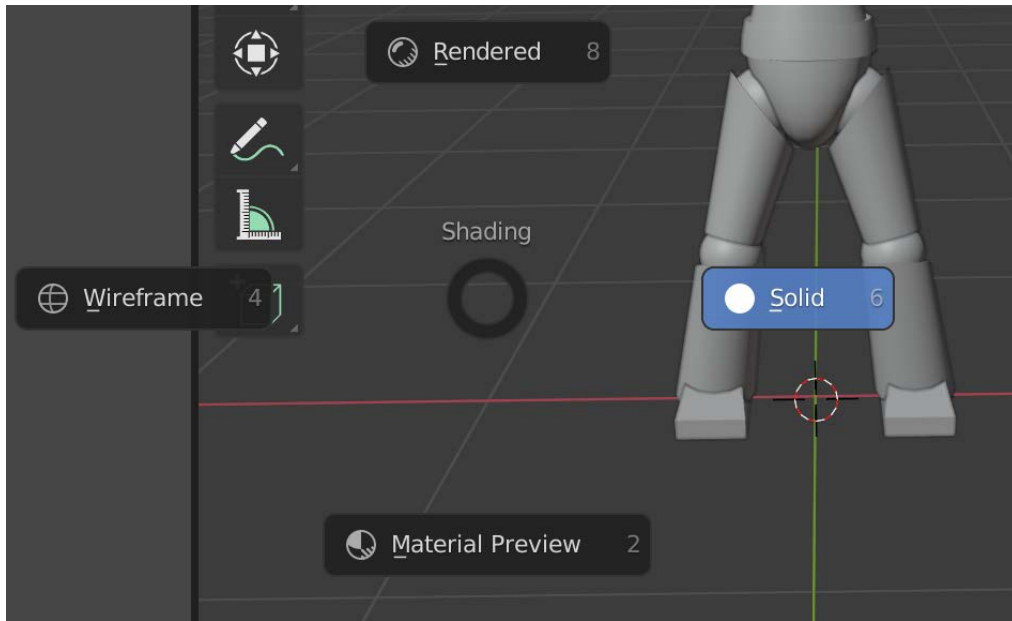 Rendered 8
Shading
Wireframe 4
Solid 6
Material Preview 2